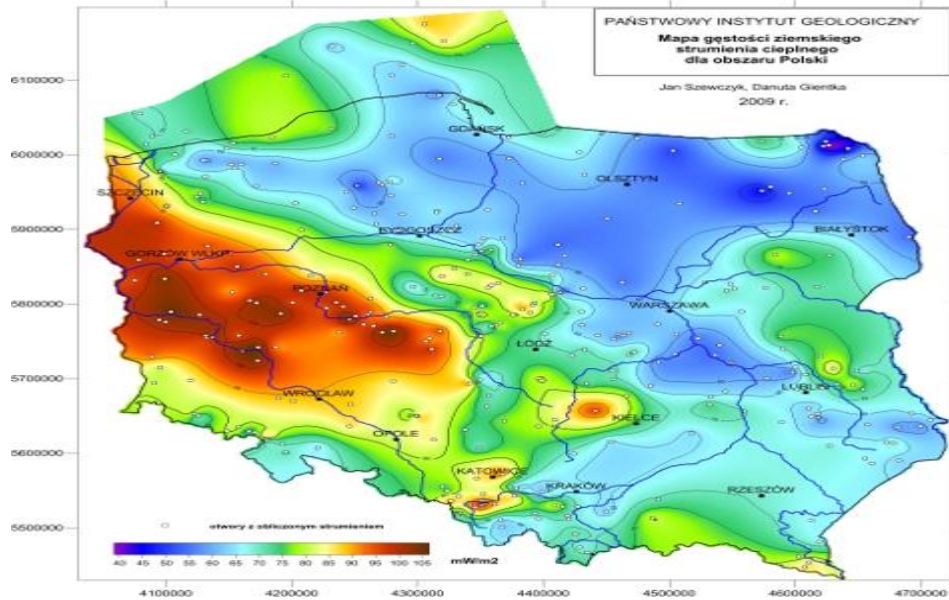 PAŃSTWOWY INSTYTUT GEOLOGICZNY
Mapa gęstości ziemskiego
strumienia cieplnego
dla obszaru Polski
Jan Szewczyk, Danuta Gientka
2009 r.
6100000
GDAŃSK
6000000
SZCZECIN
OLSZTYN
5900000
BYDGOSZCZ
BIAŁYSTOK
GORZÓW WLKP
POZNAŃ
5800000
WARSZAWA
ŁÓDŹ
5700000
WROCŁAW
LUBLIN
KIELCE
OPOLE
5600000
KATOWICE
KRAKÓW
RZESZÓW
5500000
otwory z obliczonym strumieniem
40 45 50 55 60 65 70 75 80 85 90 95 100 105
mW/m2
4100000 4200000 4300000 4400000 4500000 4600000 4700000